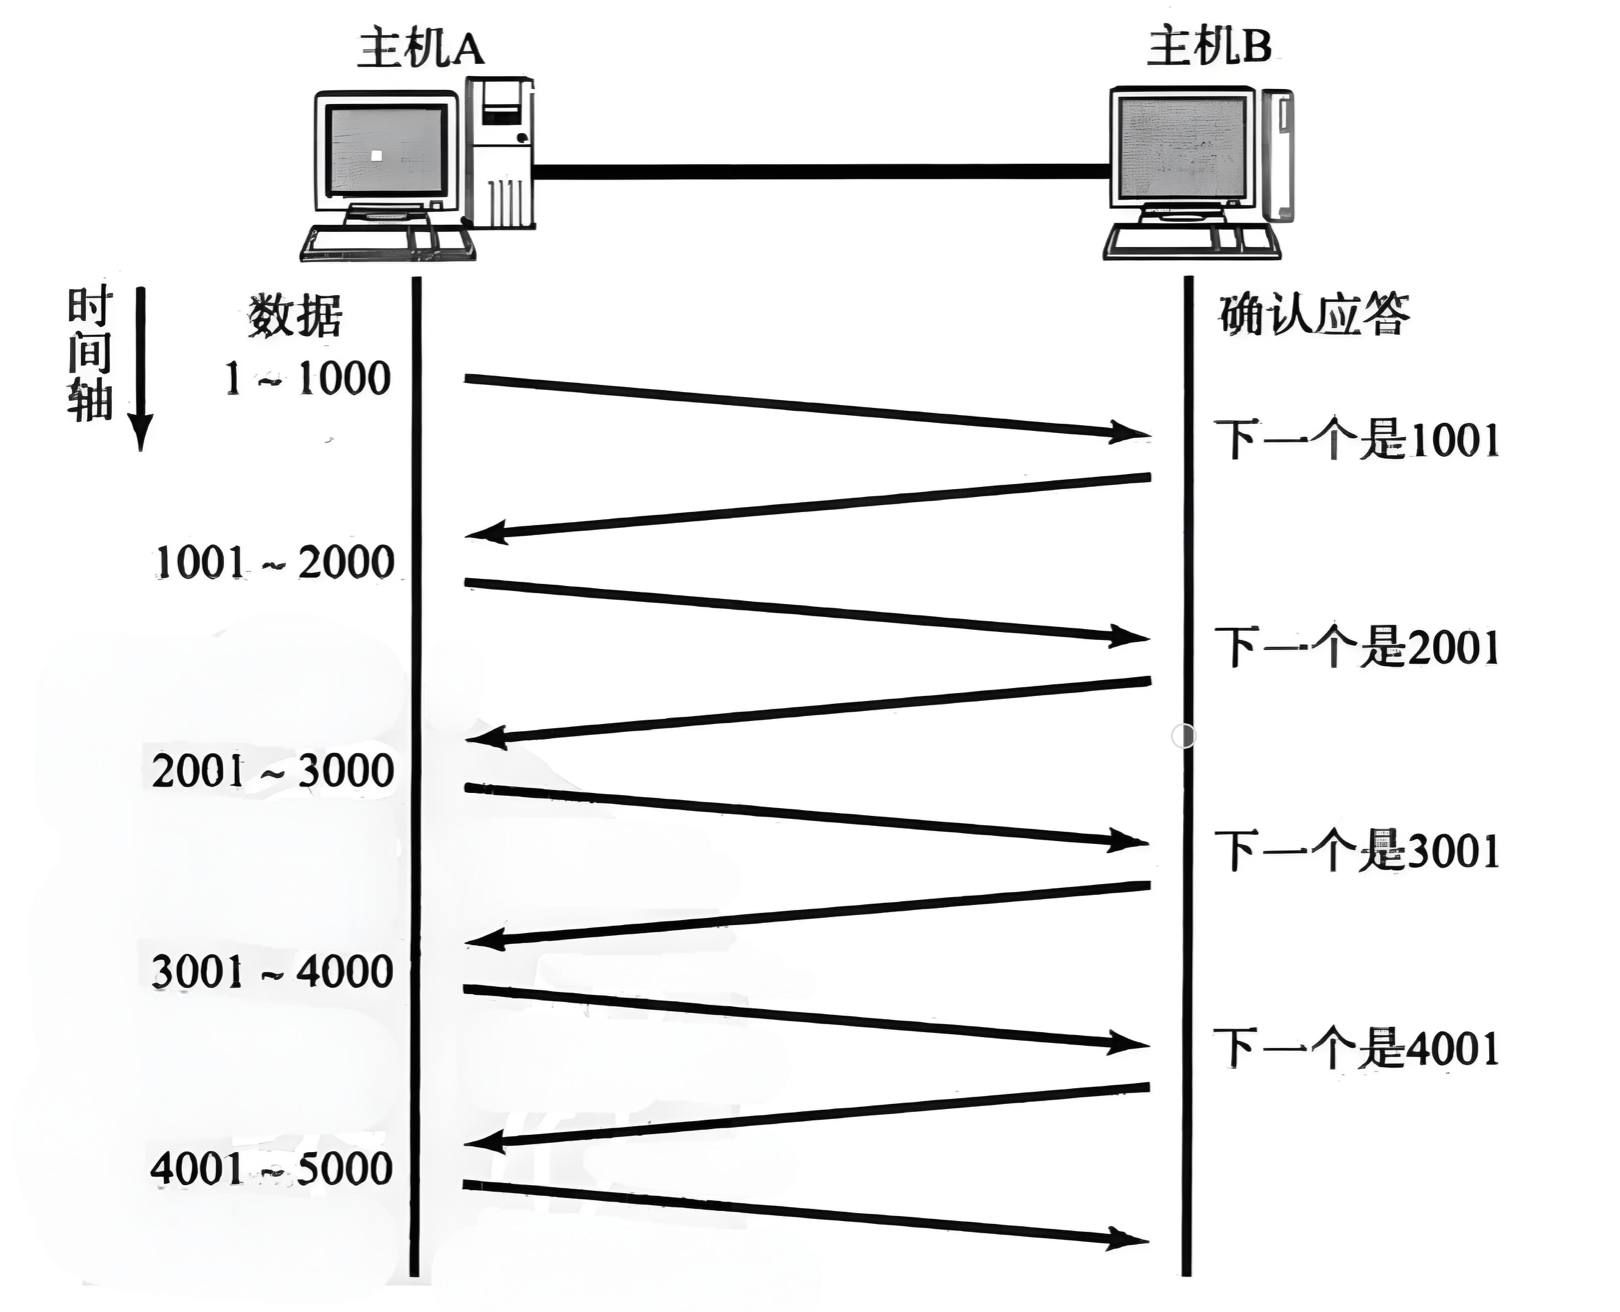 主机A
主机B
时间轴
数据
确认应答
1 ~ 1000
下一个是1001
1001 ~ 2000
下一个是2001
2001 ~ 3000
下一个是3001
3001 ~ 4000
下一个是4001
4001 ~ 5000